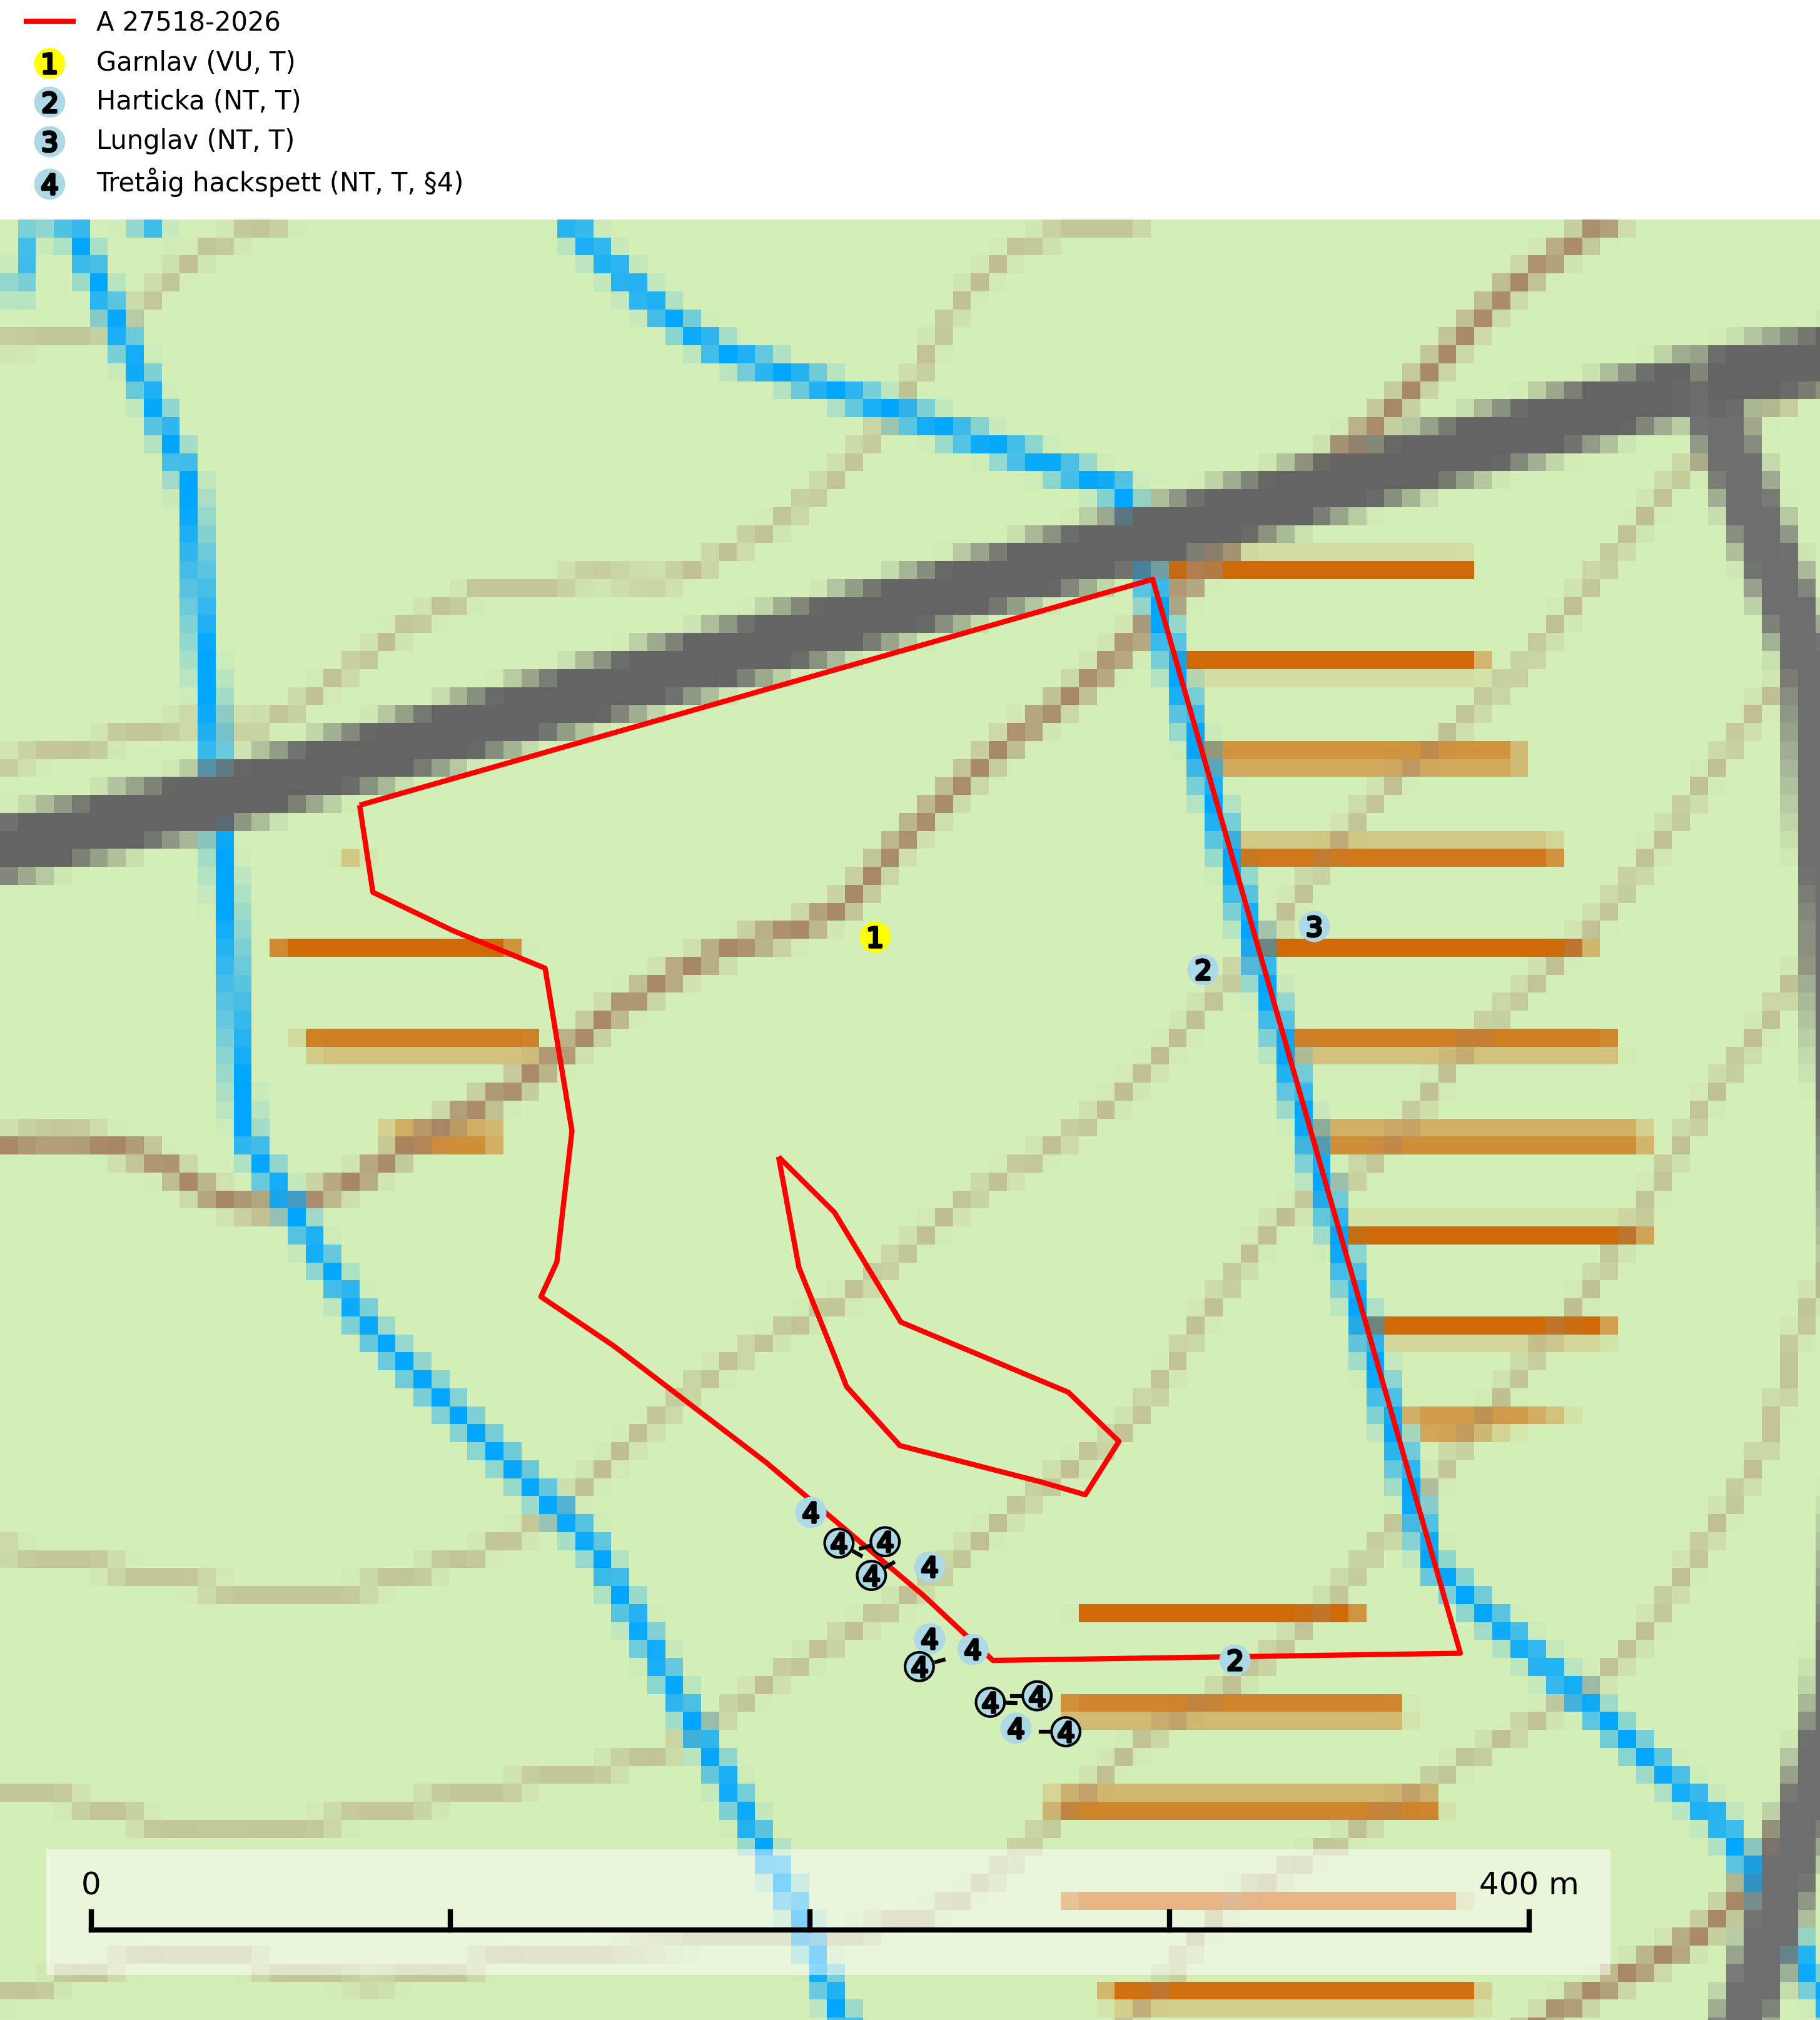 A 27518-2026
1 Garnlav (VU, T)
2 Harticka (NT, T)
3 Lunglav (NT, T)
4 Tretåig hackspett (NT, T, §4)
3
1
2
4
4 4
4 4
4
4
4
2
4 4
4 4
0 400 m